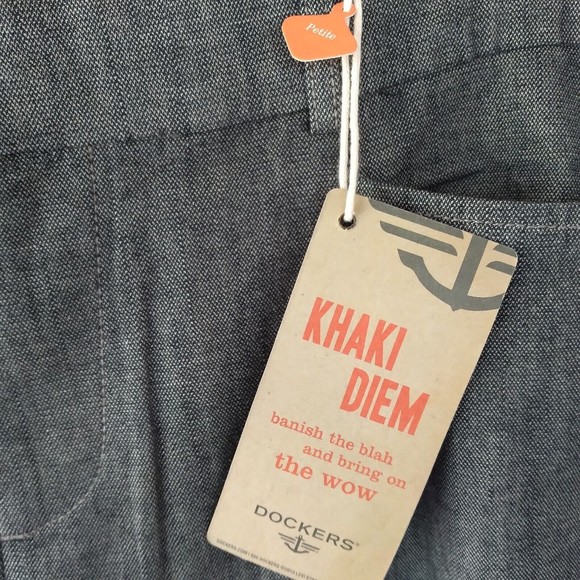 Petite
KHAKI
DIEM
banish the blah
and bring on
the wow
DOCKERS®